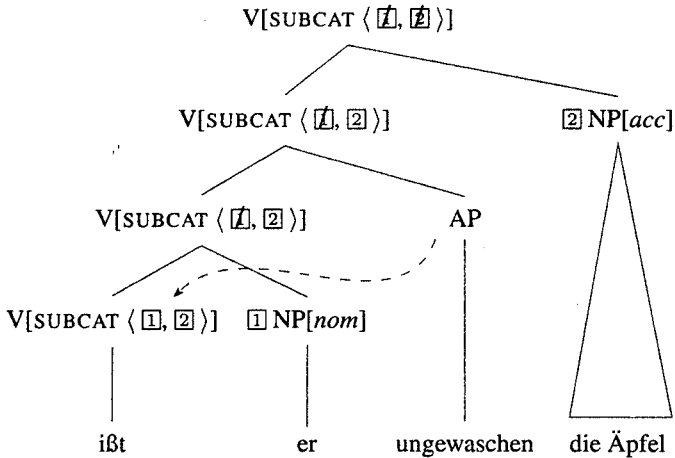 V[SUBCAT ⟨ 1̸, 2̸ ⟩]
V[SUBCAT ⟨ 1̸, 2 ⟩] 2 NP[acc]
V[SUBCAT ⟨ 1̸, 2 ⟩] AP
V[SUBCAT ⟨ 1, 2 ⟩] 1 NP[nom]
ißt er ungewaschen die Äpfel